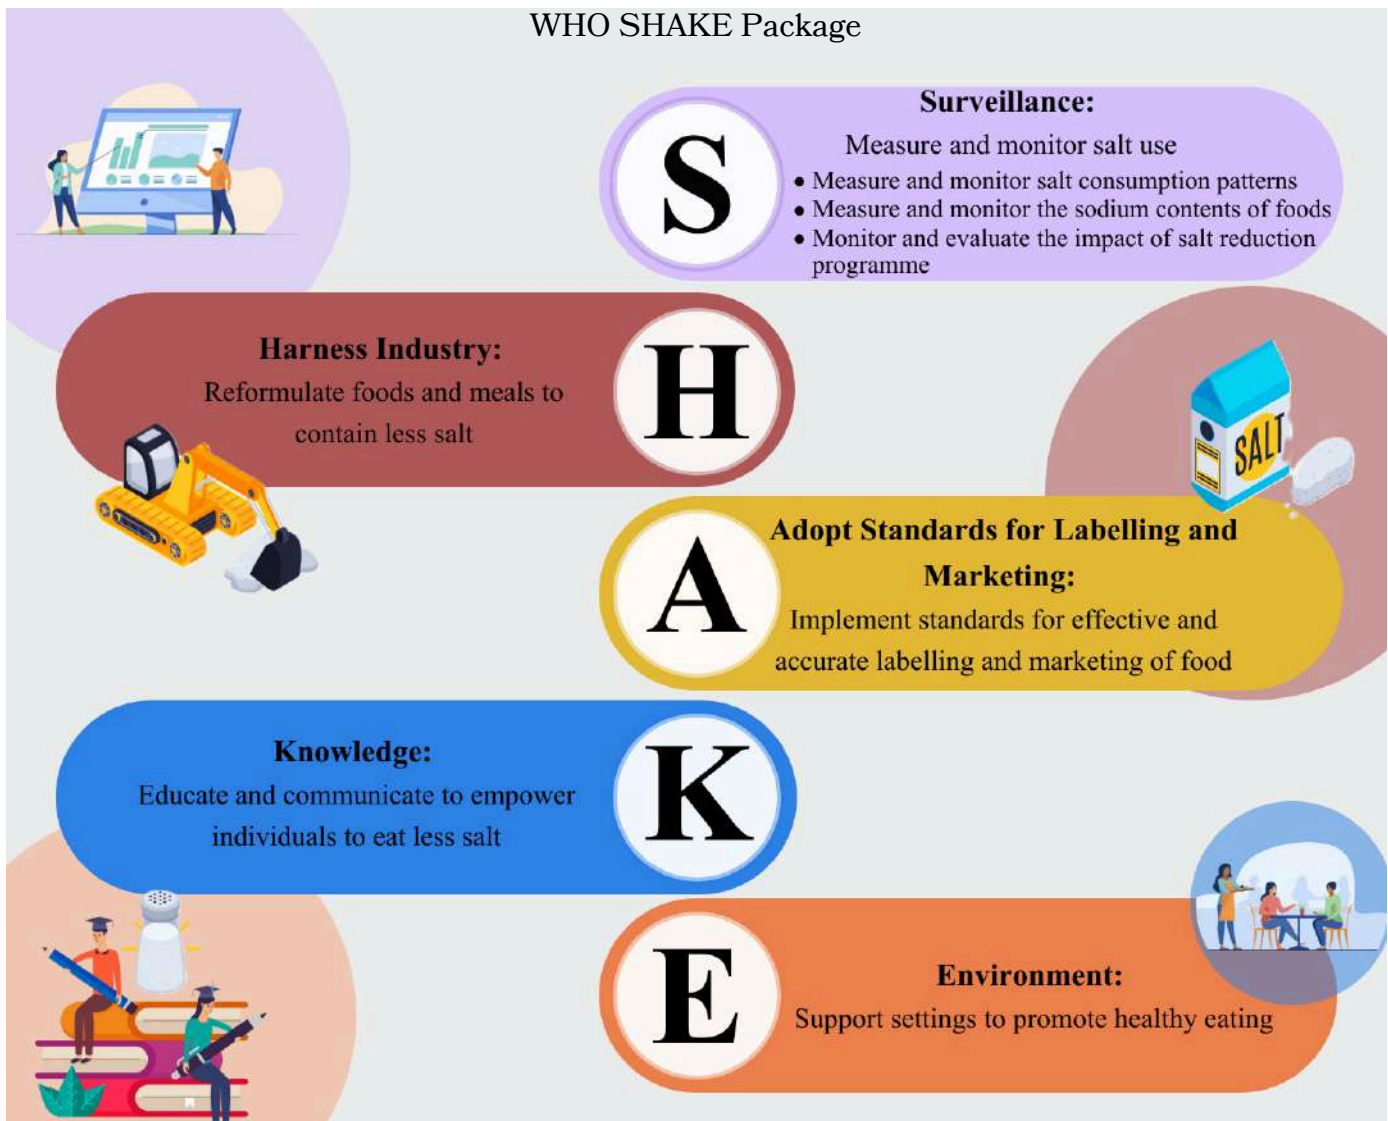 WHO SHAKE Package
S
Surveillance:
Measure and monitor salt use
• Measure and monitor salt consumption patterns
• Measure and monitor the sodium contents of foods
• Monitor and evaluate the impact of salt reduction
programme
Harness Industry:
Reformulate foods and meals to
contain less salt
H
SALT
A
Adopt Standards for Labelling and
Marketing:
Implement standards for effective and
accurate labelling and marketing of food
Knowledge:
Educate and communicate to empower
individuals to eat less salt
K
E
Environment:
Support settings to promote healthy eating